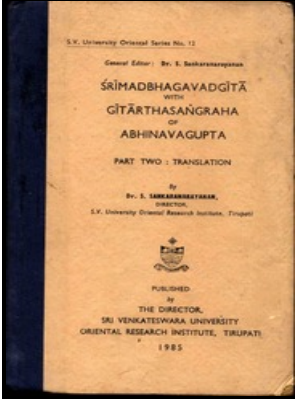 S.V. University Oriental Series No. 12
General Editor: Dr. S. Sankaranarayanan
ŚRĪMADBHAGAVADGĪTĀ
WITH
GĪTĀRTHASAṄGRAHA
OF
ABHINAVAGUPTA
PART TWO : TRANSLATION
By
Dr. S. SANKARANARAYANAN,
DIRECTOR,
S.V. University Oriental Research Institute, Tirupati
PUBLISHED
by
THE DIRECTOR,
SRI VENKATESWARA UNIVERSITY
ORIENTAL RESEARCH INSTITUTE, TIRUPATI
1985